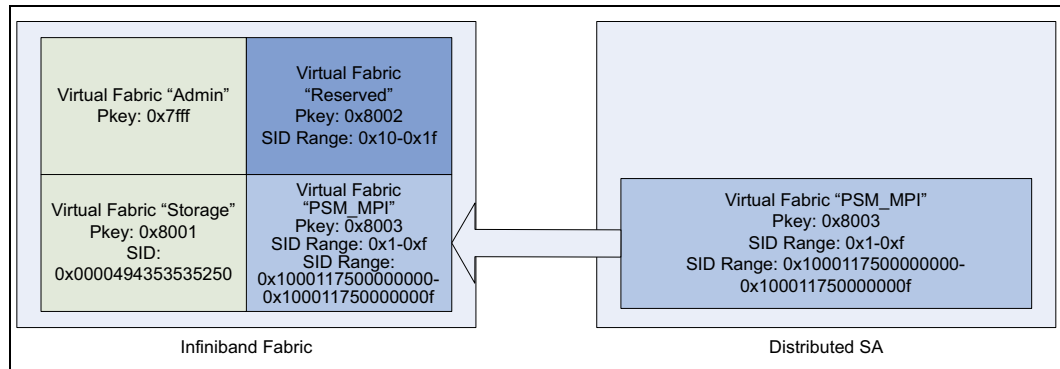 Virtual Fabric “Admin”
Pkey: 0x7fff
Virtual Fabric
“Reserved”
Pkey: 0x8002
SID Range: 0x10-0x1f
Virtual Fabric “Storage”
Pkey: 0x8001
SID:
0x0000494353535250
Virtual Fabric
“PSM_MPI”
Pkey: 0x8003
SID Range: 0x1-0xf
SID Range:
0x1000117500000000-
0x100011750000000f
Virtual Fabric “PSM_MPI”
Pkey: 0x8003
SID Range: 0x1-0xf
SID Range: 0x1000117500000000-
0x100011750000000f
Infiniband Fabric
Distributed SA